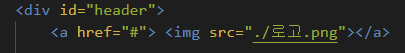 <div id="header">
<a href="#"> <img src="./로고.png"></a>